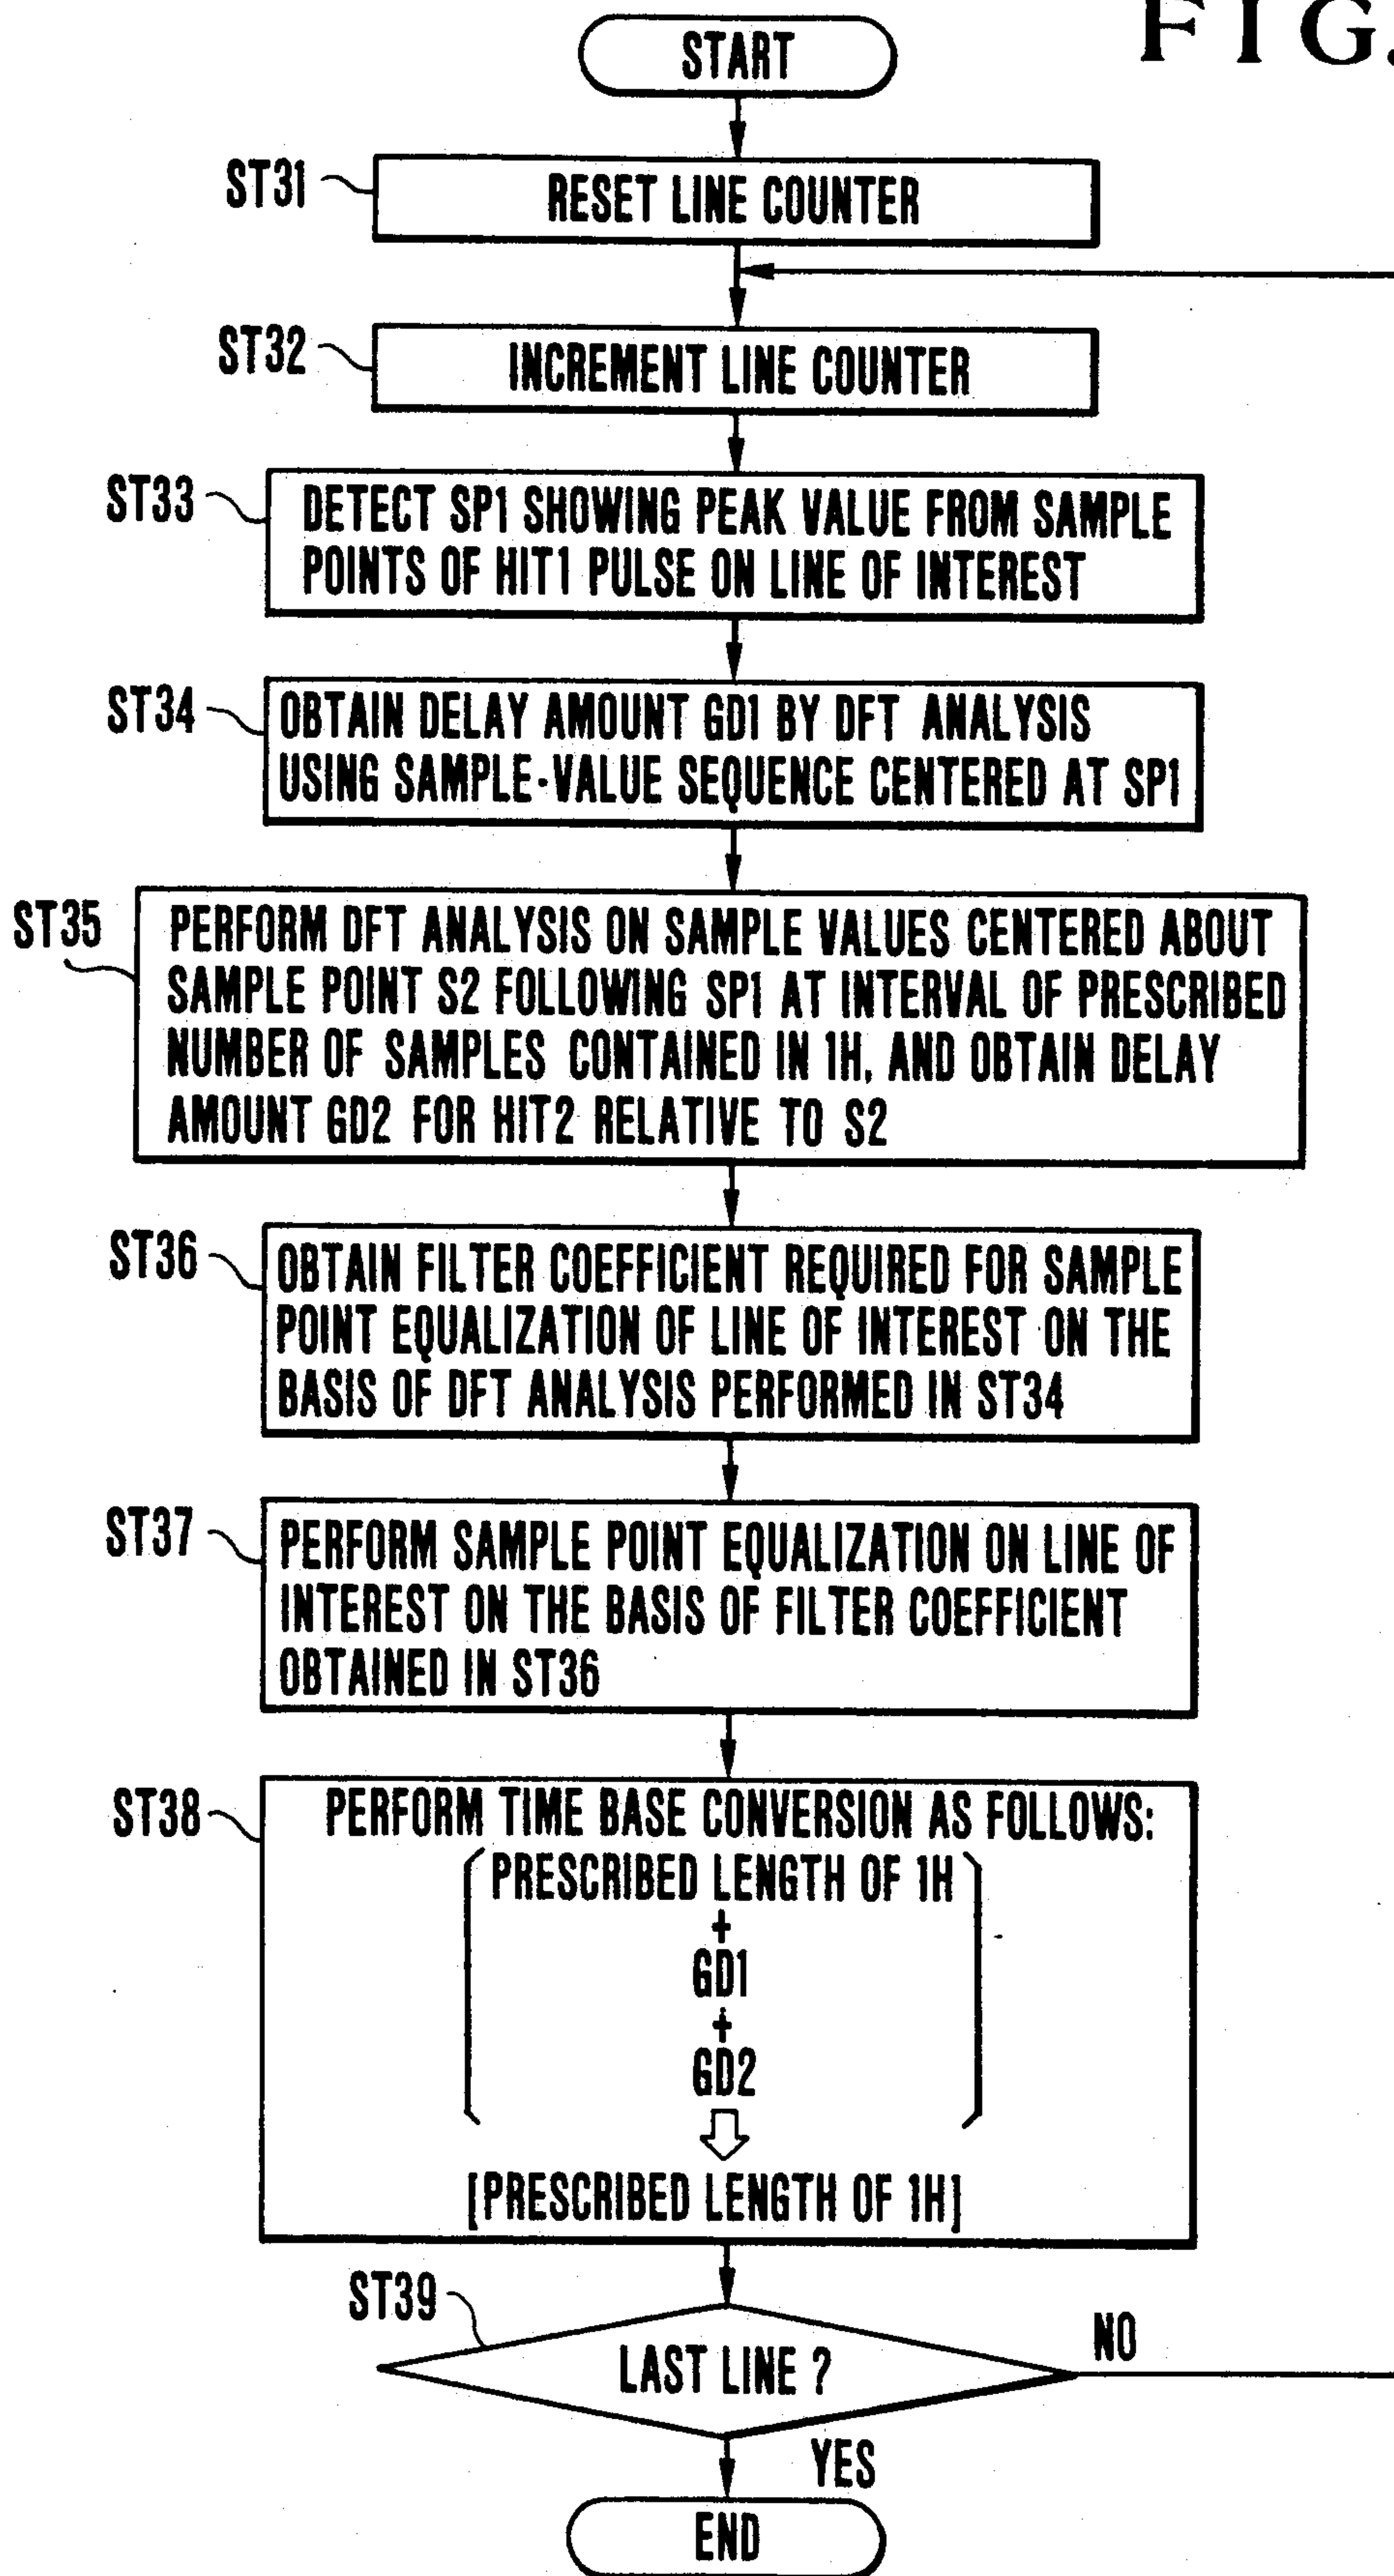 FIG.
START
ST31
RESET LINE COUNTER
ST32
INCREMENT LINE COUNTER
ST33
DETECT SP1 SHOWING PEAK VALUE FROM SAMPLE
POINTS OF HIT1 PULSE ON LINE OF INTEREST
ST34
OBTAIN DELAY AMOUNT GD1 BY DFT ANALYSIS
USING SAMPLE-VALUE SEQUENCE CENTERED AT SP1
ST35
PERFORM DFT ANALYSIS ON SAMPLE VALUES CENTERED ABOUT
SAMPLE POINT S2 FOLLOWING SP1 AT INTERVAL OF PRESCRIBED
NUMBER OF SAMPLES CONTAINED IN 1H, AND OBTAIN DELAY
AMOUNT GD2 FOR HIT2 RELATIVE TO S2
ST36
OBTAIN FILTER COEFFICIENT REQUIRED FOR SAMPLE
POINT EQUALIZATION OF LINE OF INTEREST ON THE
BASIS OF DFT ANALYSIS PERFORMED IN ST34
ST37
PERFORM SAMPLE POINT EQUALIZATION ON LINE OF
INTEREST ON THE BASIS OF FILTER COEFFICIENT
OBTAINED IN ST36
ST38
PERFORM TIME BASE CONVERSION AS FOLLOWS:
PRESCRIBED LENGTH OF 1H
+
GD1
+
GD2
[PRESCRIBED LENGTH OF 1H]
ST39
LAST LINE ?
NO
YES
END